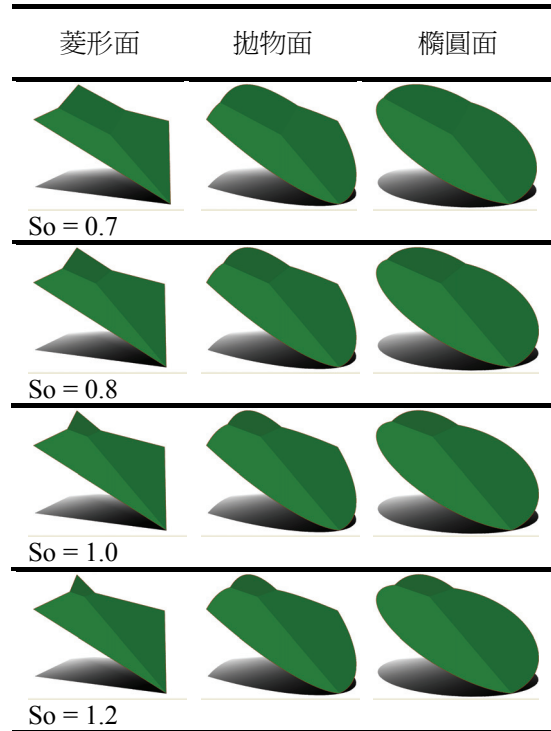 菱形面 拋物面 橢圓面
So = 0.7
So = 0.8
So = 1.0
So = 1.2